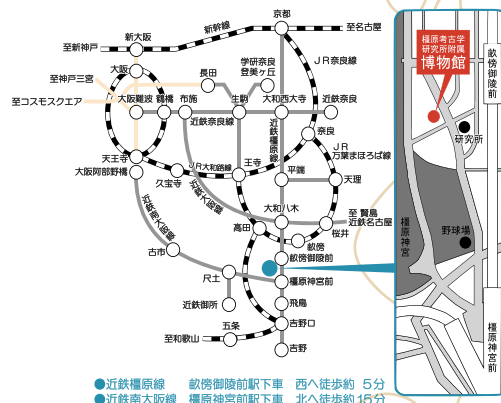 京都
至名古屋
新幹線
新大阪
至新神戸
JR奈良線
大阪
至神戸三宮
長田
学研奈良
登美ヶ丘
至コスモスクエア
大阪難波
鶴橋
布施
生駒
大和西大寺
近鉄奈良
近鉄奈良線
近鉄橿原線
奈良
JR
万葉まほろば線
天王寺
大阪阿部野橋
JR大和路線
久宝寺
王寺
平端
天理
近鉄大阪線
近鉄南大阪線
大和八木
至 賢島
近鉄名古屋
高田
桜井
畝傍
古市
畝傍御陵前
尺土
橿原神宮前
近鉄御所
飛鳥
五条
吉野口
至和歌山
吉野
橿原考古学
研究所附属
博物館
畝傍御陵前
研究所
橿原神宮
野球場
橿原神宮前
●近鉄橿原線 畝傍御陵前駅下車 西へ徒歩約 5分
●近鉄南大阪線 橿原神宮前駅下車 北へ徒歩約15分